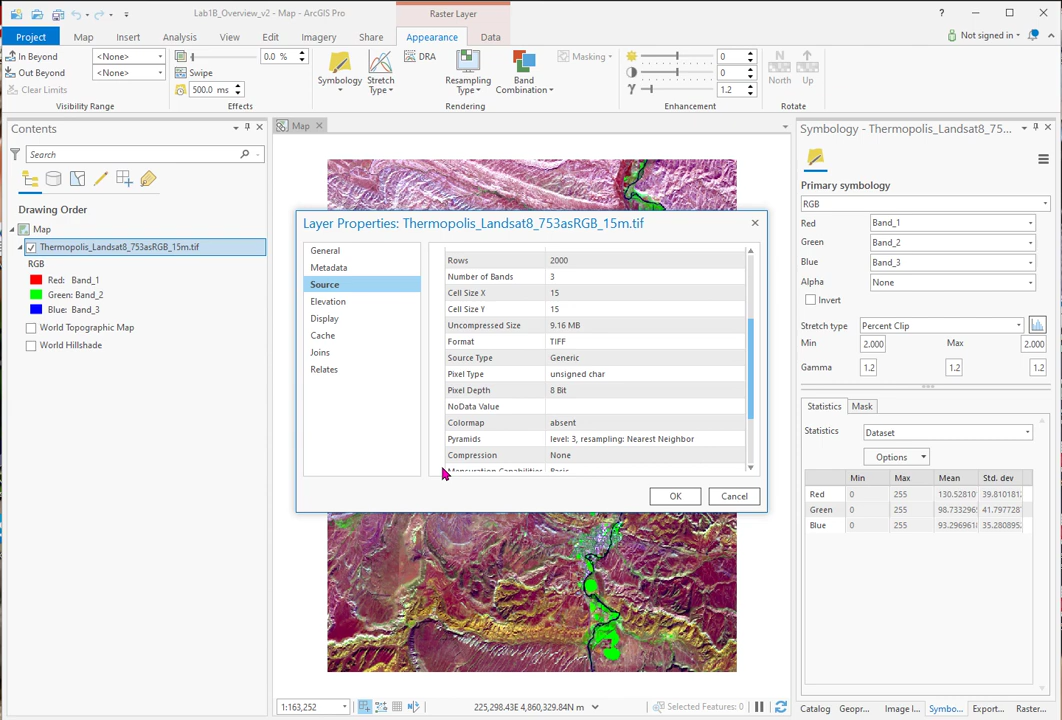 Lab1B_Overview_v2 - Map - ArcGIS Pro
Raster Layer
?
Project
Map
Insert
Analysis
View
Edit
Imagery
Share
Appearance
Data
Not signed in
In Beyond
<None>
Out Beyond
<None>
Clear Limits
Visibility Range
0.0 %
Swipe
500.0 ms
Effects
Symbology
Stretch Type
DRA
Resampling Type
Band Combination
Masking
Rendering
0
0
1.2
Enhancement
North
Up
Rotate
Contents
Search
Drawing Order
Map
Thermopolis_Landsat8_753asRGB_15m.tif
RGB
Red: Band_1
Green: Band_2
Blue: Band_3
World Topographic Map
World Hillshade
Map
Layer Properties: Thermopolis_Landsat8_753asRGB_15m.tif
General
Metadata
Source
Elevation
Display
Cache
Joins
Relates
Rows 2000
Number of Bands 3
Cell Size X 15
Cell Size Y 15
Uncompressed Size 9.16 MB
Format TIFF
Source Type Generic
Pixel Type unsigned char
Pixel Depth 8 Bit
NoData Value
Colormap absent
Pyramids level: 3, resampling: Nearest Neighbor
Compression None
Mensuration Capabilities Basic
OK
Cancel
1:163,252
225,298.43E 4,860,329.84N m
Selected Features: 0
Symbology - Thermopolis_Landsat8_75...
Primary symbology
RGB
Red Band_1
Green Band_2
Blue Band_3
Alpha None
Invert
Stretch type Percent Clip
Min 2.000 Max 2.000
Gamma 1.2 1.2 1.2
Statistics
Mask
Statistics Dataset
Options
Min Max Mean Std. dev
Red 0 255 130.52810 39.810181
Green 0 255 98.733296 41.797728
Blue 0 255 93.296961 35.280895
Catalog
Geopr...
Image I...
Symbo...
Export...
Raster...